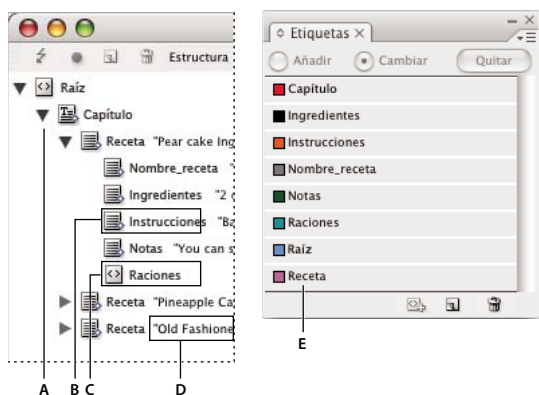 Estructura
Raíz
Capítulo
Receta "Pear cake Ing
Nombre_receta "
Ingredientes "2 c
Instrucciones "Ba
Notas "You can s
Raciones
Receta "Pineapple Ca
Receta "Old Fashione
A B C D
Etiquetas
Añadir Cambiar Quitar
Capítulo
Ingredientes
Instrucciones
Nombre_receta
Notas
Raciones
Raíz
Receta
E